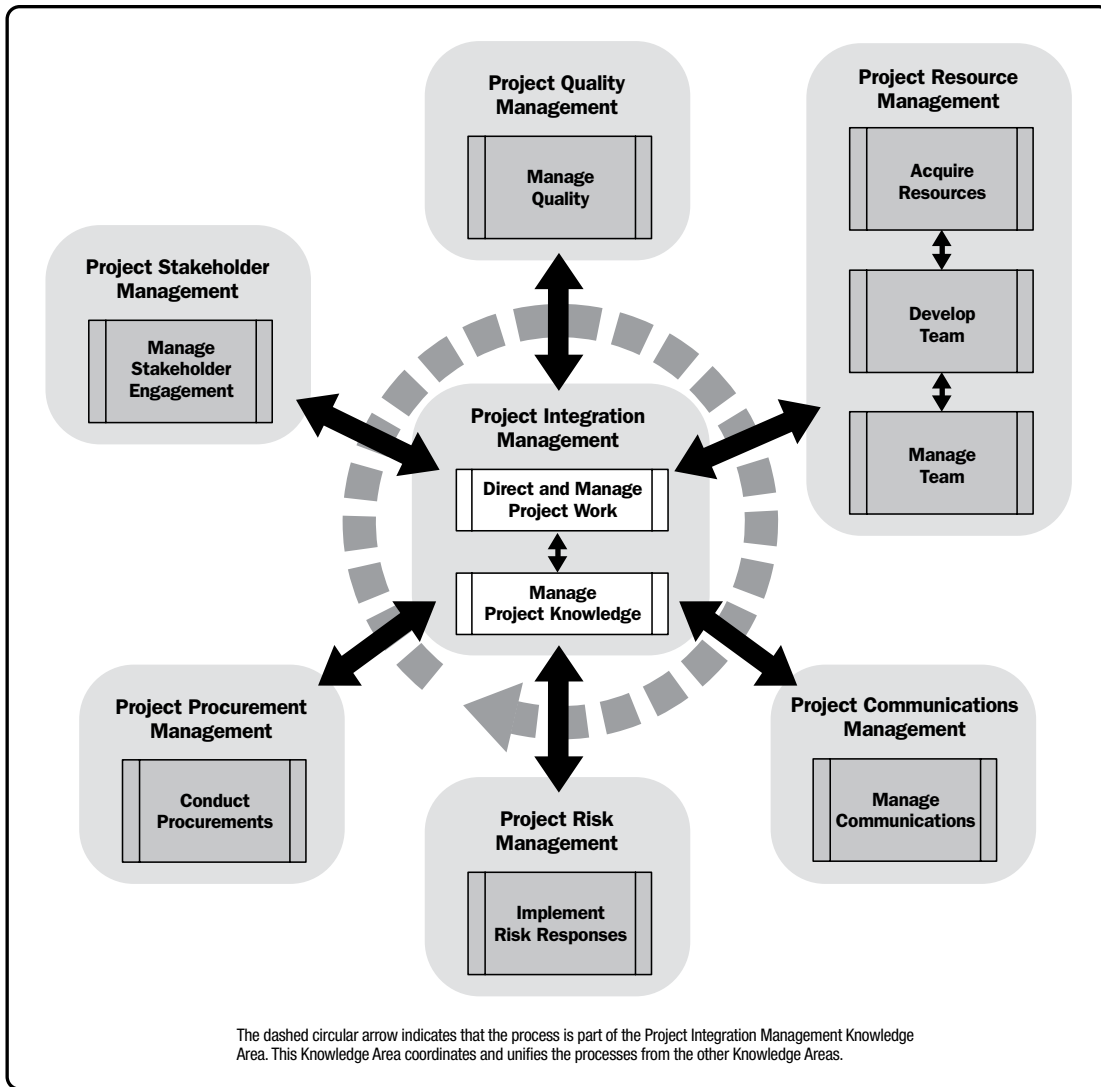 Project Quality
Management
Manage
Quality
Project Resource
Management
Acquire
Resources
Develop
Team
Manage
Team
Project Stakeholder
Management
Manage
Stakeholder
Engagement
Project Integration
Management
Direct and Manage
Project Work
Manage
Project Knowledge
Project Procurement
Management
Conduct
Procurements
Project Risk
Management
Implement
Risk Responses
Project Communications
Management
Manage
Communications
The dashed circular arrow indicates that the process is part of the Project Integration Management Knowledge
Area. This Knowledge Area coordinates and unifies the processes from the other Knowledge Areas.